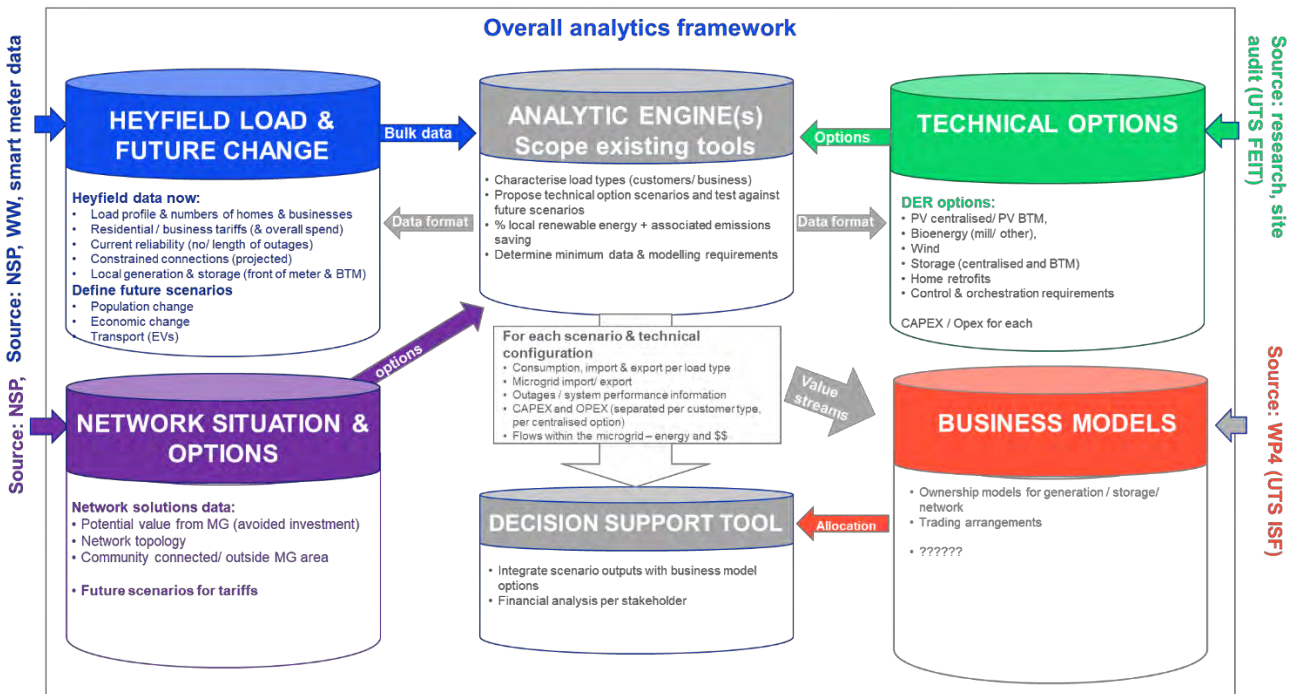 Overall analytics framework
Source: NSP, WW, smart meter data
HEYFIELD LOAD &
FUTURE CHANGE
Heyfield data now:
• Load profile & numbers of homes & businesses
• Residential / business tariffs (& overall spend)
• Current reliability (no/ length of outages)
• Constrained connections (projected)
• Local generation & storage (front of meter & BTM)
Define future scenarios
• Population change
• Economic change
• Transport (EVs)
Bulk data
Data format
ANALYTIC ENGINE(s)
Scope existing tools
• Characterise load types (customers/ business)
• Propose technical option scenarios and test against
future scenarios
• % local renewable energy + associated emissions
saving
• Determine minimum data & modelling requirements
Options
Data format
TECHNICAL OPTIONS
DER options:
• PV centralised/ PV BTM,
• Bioenergy (mill/ other),
• Wind
• Storage (centralised and BTM)
• Home retrofits
• Control & orchestration requirements
CAPEX / Opex for each
Source: research, site
audit (UTS FEIT)
Source: NSP,
NETWORK SITUATION &
OPTIONS
Network solutions data:
• Potential value from MG (avoided investment)
• Network topology
• Community connected/ outside MG area
• Future scenarios for tariffs
options
For each scenario & technical
configuration
• Consumption, import & export per load type
• Microgrid import/ export
• Outages / system performance information
• CAPEX and OPEX (separated per customer type,
per centralised option)
• Flows within the microgrid – energy and $$
Value
streams
DECISION SUPPORT TOOL
• Integrate scenario outputs with business model
options
• Financial analysis per stakeholder
Allocation
BUSINESS MODELS
• Ownership models for generation / storage/
network
• Trading arrangements
• ??????
Source: WP4 (UTS ISF)